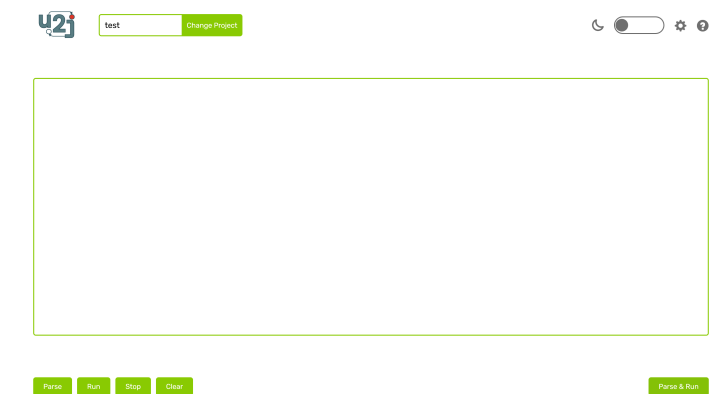 u2j
test
Change Project
Parse
Run
Stop
Clear
Parse & Run